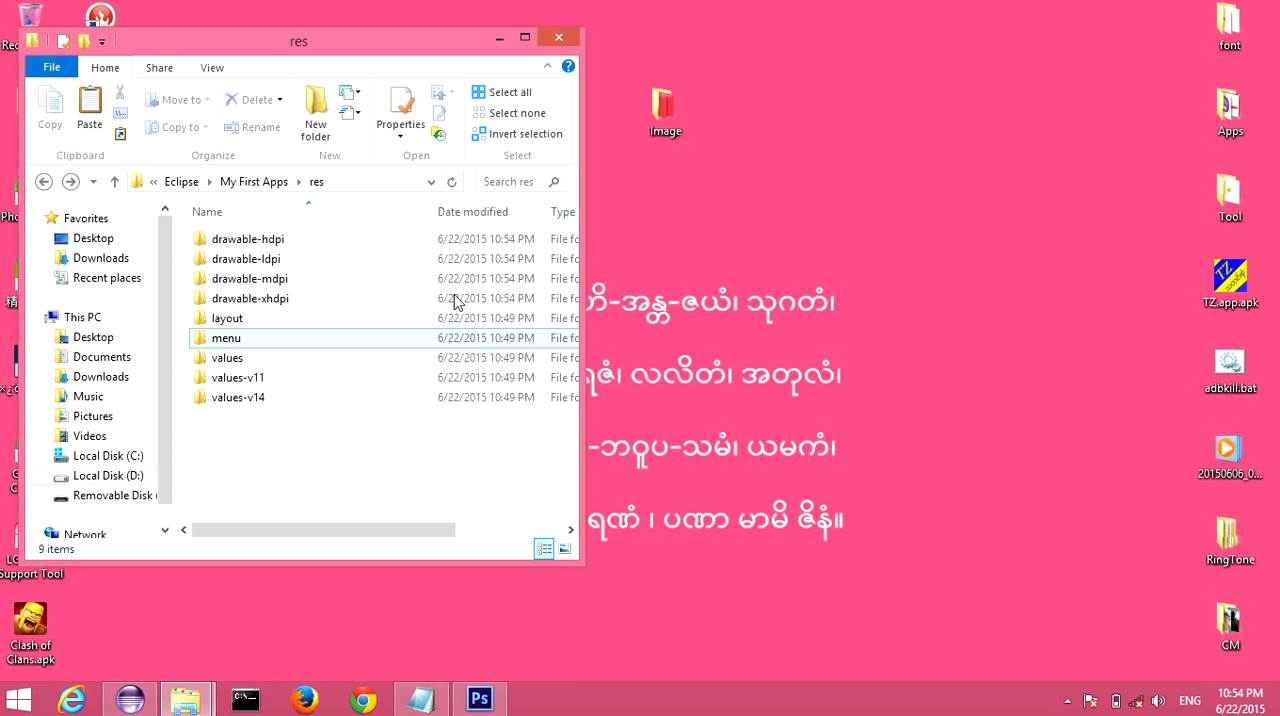 res
File
Home
Share
View
Copy
Paste
Move to
Copy to
Delete
Rename
New folder
Properties
Select all
Select none
Invert selection
Clipboard
Organize
New
Open
Select
« Eclipse
My First Apps
res
Search res
Name
Date modified
Type
Favorites
Desktop
Downloads
Recent places
This PC
Desktop
Documents
Downloads
Music
Pictures
Videos
Local Disk (C:)
Local Disk (D:)
Removable Disk
Network
drawable-hdpi 6/22/2015 10:54 PM File fo
drawable-ldpi 6/22/2015 10:54 PM File fo
drawable-mdpi 6/22/2015 10:54 PM File fo
drawable-xhdpi 6/22/2015 10:54 PM File fo
layout 6/22/2015 10:49 PM File fo
menu 6/22/2015 10:49 PM File fo
values 6/22/2015 10:49 PM File fo
values-v11 6/22/2015 10:49 PM File fo
values-v14 6/22/2015 10:49 PM File fo
9 items
Support Tool
Clash of
Clans.apk
Image
ဟိ-အန္တ-ဇယံ၊ သုဂတံ၊
ရဇံ၊ လလိတံ၊ အတုလံ၊
-ဘဝူပ-သမံ၊ ယမကံ၊
ရဏံ ၊ ပဏာ မာမိ ဇိနံ။
font
Apps
Tool
TZ
TZ.app.apk
adbkill.bat
20150606_0...
RingTone
CM
Ps
ENG
10:54 PM
6/22/2015